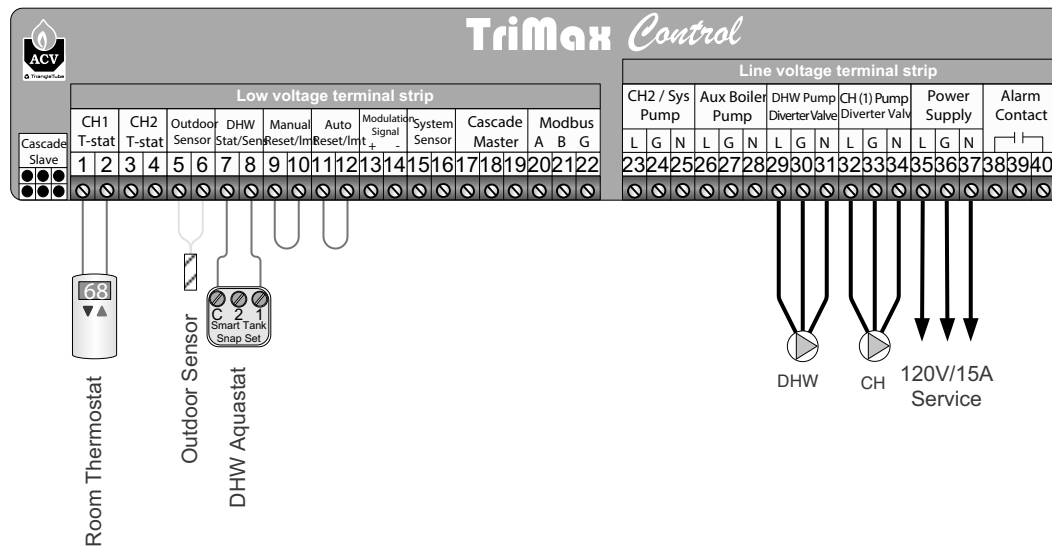 TriMax Control
ACV
TriangleTube
Low voltage terminal strip
Line voltage terminal strip
Cascade
Slave
CH1
T-stat
CH2
T-stat
Outdoor
Sensor
DHW
Stat/Sens
Manual
Reset/Imt
Auto
Reset/Imt
Modulation
Signal
+ -
System
Sensor
Cascade
Master
Modbus
A B G
CH2 / Sys
Pump
L G N
Aux Boiler
Pump
L G N
DHW Pump
Diverter Valve
L G N
CH (1) Pump
Diverter Valv
L G N
Power
Supply
L G N
Alarm
Contact
1 2 3 4 5 6 7 8 9 10 11 12 13 14 15 16 17 18 19 20 21 22
23 24 25 26 27 28 29 30 31 32 33 34 35 36 37 38 39 40
68
Room Thermostat
Outdoor Sensor
C 2 1
Smart Tank
Snap Set
DHW Aquastat
DHW
CH
120V/15A
Service